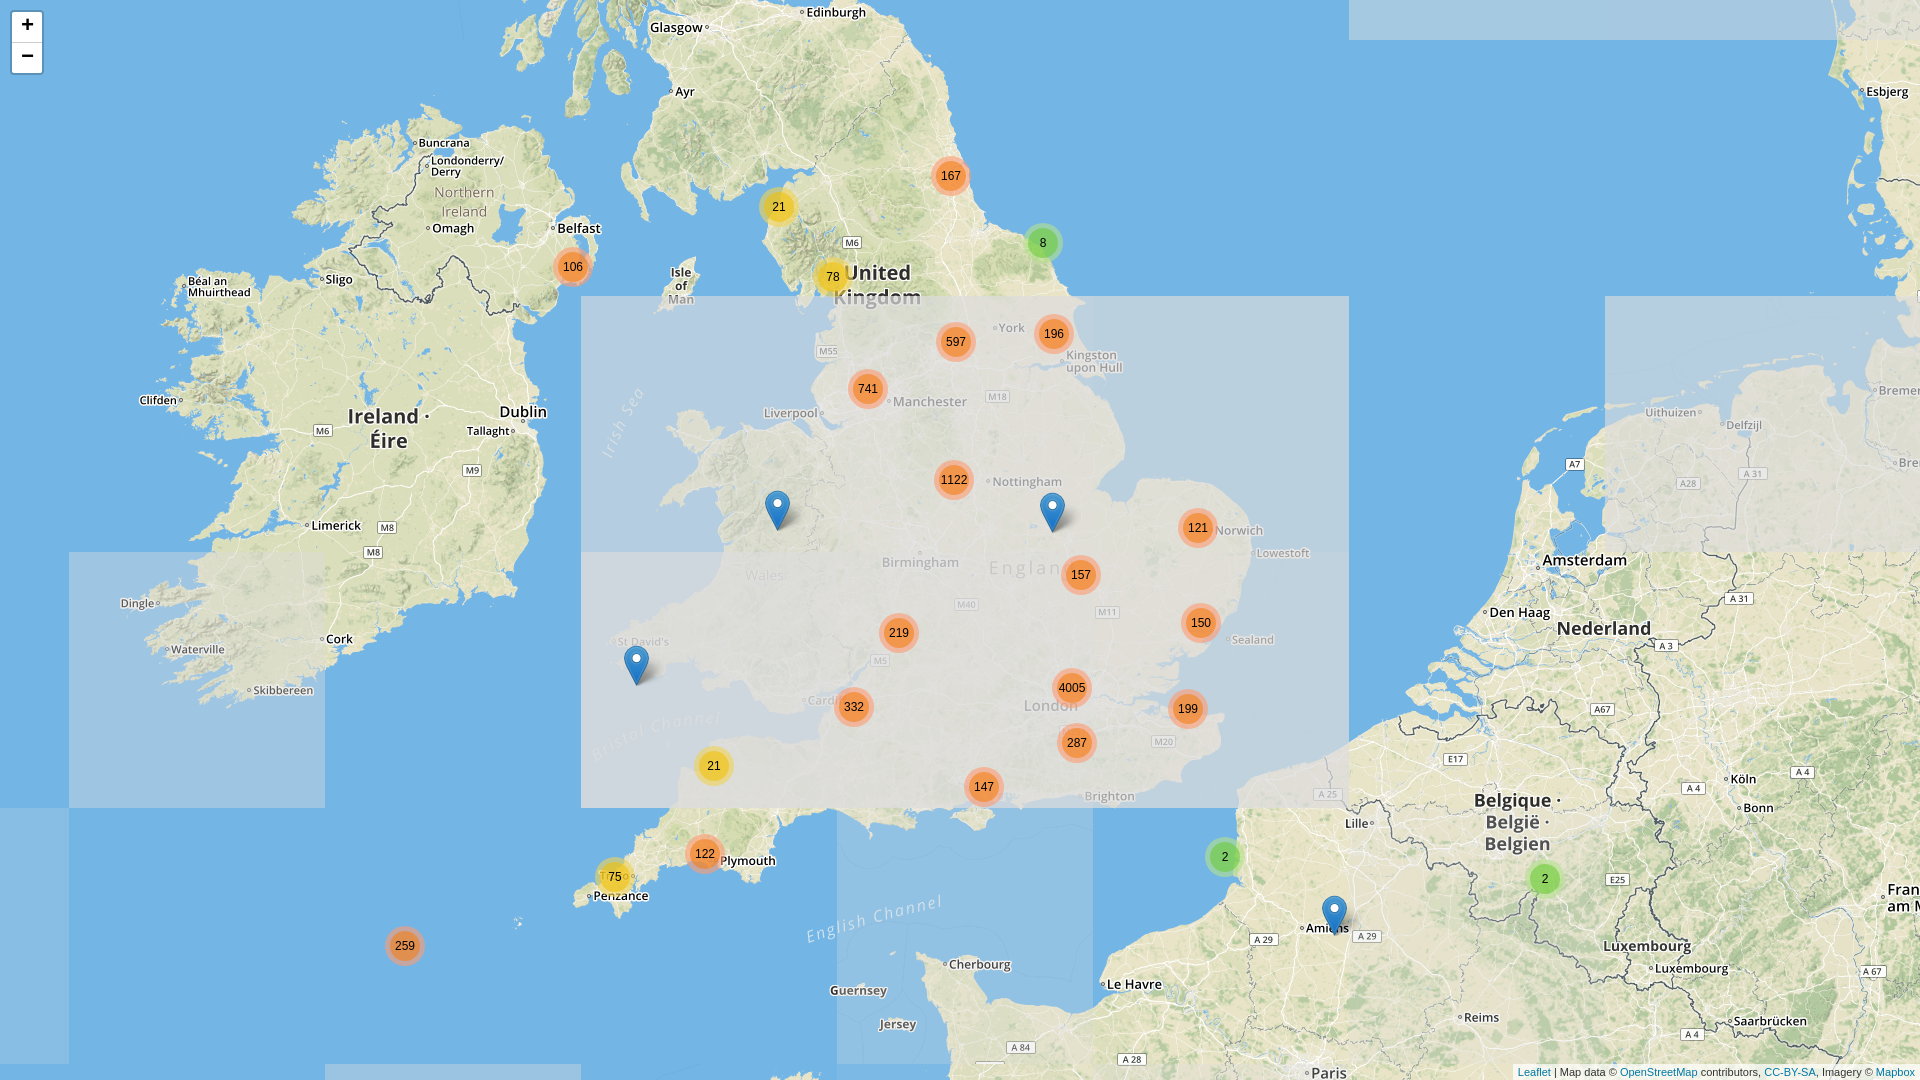 +
−
Edinburgh
Glasgow
Ayr
Esbjerg
Buncrana
Londonderry/
Derry
Northern
Ireland
Omagh
Belfast
167
21
M6
8
106
78
United
Kingdom
Isle
of
Man
Sligo
Béal an
Mhuirthead
York
196
597
M55
Kingston
upon Hull
741
Manchester
M18
Liverpool
Irish Sea
Clifden
Dublin
Tallaght
Ireland ·
Éire
M6
M9
Uithuizen
Delfzijl
A7
A 31
A28
1122
Nottingham
Limerick
M8
M8
121
Norwich
Lowestoft
Birmingham
Wales
157
M40
M11
Amsterdam
Den Haag
A 31
Nederland
A 3
Dingle
Cork
Waterville
Skibbereen
St David's
219
M5
150
Sealand
4005
London
332
199
287
M20
Bristol Channel
21
147
Brighton
A67
E17
A 25
Köln
A 4
A 4
Bonn
Belgique ·
België ·
Belgien
Lille
122
Plymouth
75
Penzance
2
2
E25
English Channel
Amiens
A 29
A 29
259
Luxembourg
Luxembourg
A 67
Cherbourg
Le Havre
Guernsey
Jersey
Reims
Saarbrücken
A 4
A 84
A 28
Paris
Leaflet | Map data © OpenStreetMap contributors, CC-BY-SA, Imagery © Mapbox